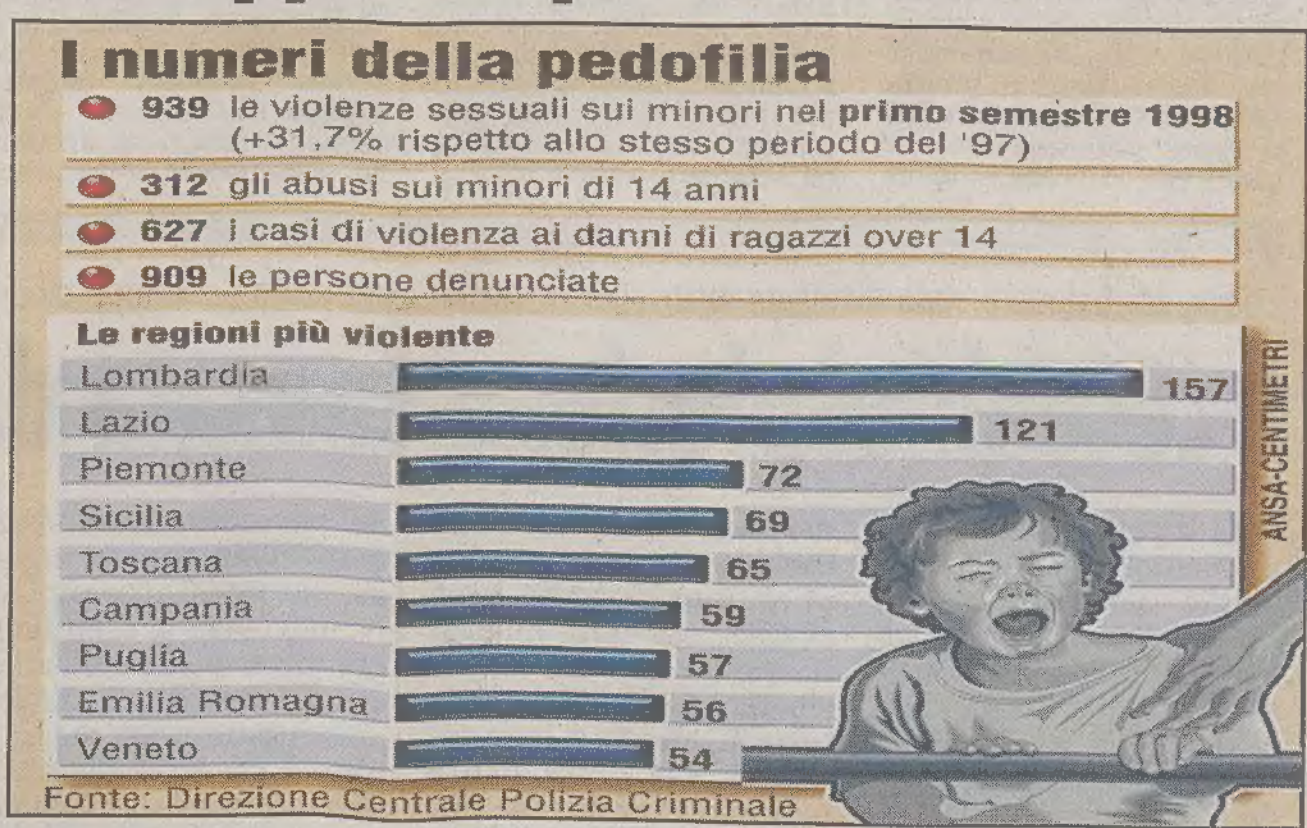 I numeri della pedofilia
939 le violenze sessuali sui minori nel primo semestre 1998
(+31,7% rispetto allo stesso periodo del '97)
312 gli abusi sui minori di 14 anni
627 i casi di violenza ai danni di ragazzi over 14
909 le persone denunciate
Le regioni più violente
Lombardia 157
Lazio 121
Piemonte 72
Sicilia 69
Toscana 65
Campania 59
Puglia 57
Emilia Romagna 56
Veneto 54
Fonte: Direzione Centrale Polizia Criminale
ANSA-CENTIMETRI